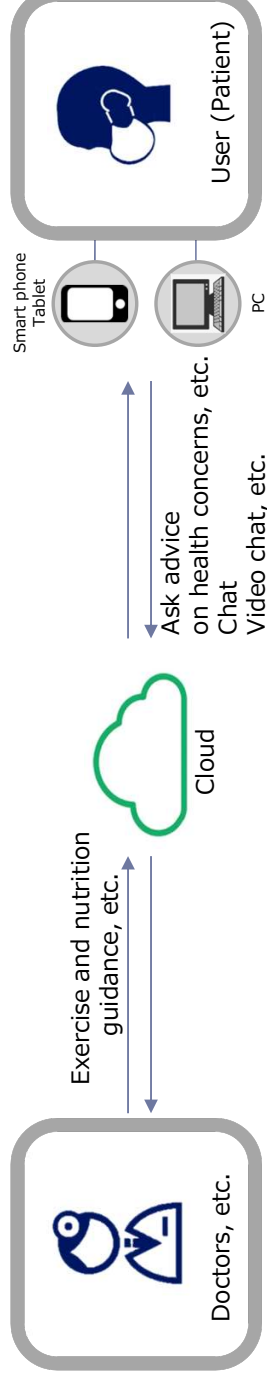 Doctors, etc.
Exercise and nutrition
guidance, etc.
Cloud
Ask advice
on health concerns, etc.
Chat
Video chat, etc.
Smart phone
Tablet
PC
User (Patient)